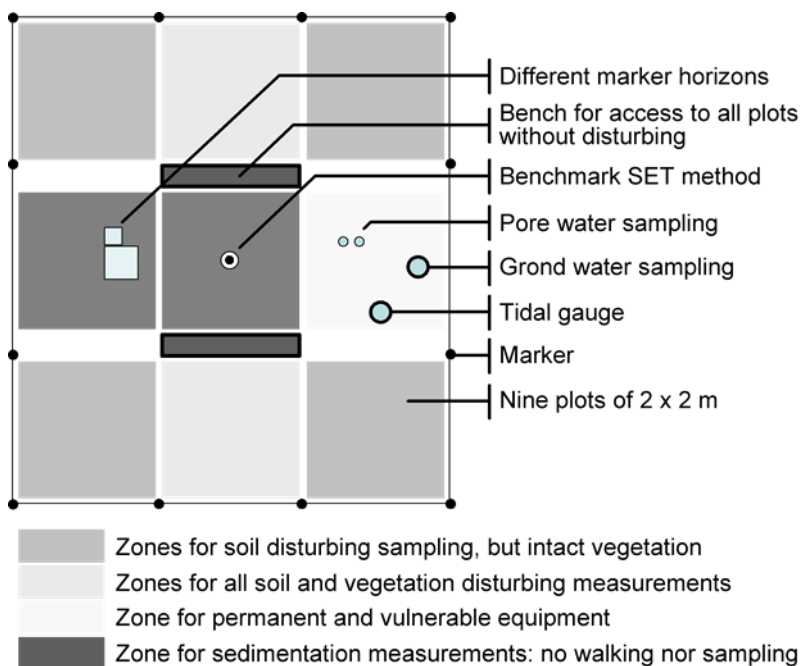 Different marker horizons
Bench for access to all plots
without disturbing
Benchmark SET method
Pore water sampling
Grond water sampling
Tidal gauge
Marker
Nine plots of 2 x 2 m
Zones for soil disturbing sampling, but intact vegetation
Zones for all soil and vegetation disturbing measurements
Zone for permanent and vulnerable equipment
Zone for sedimentation measurements: no walking nor sampling